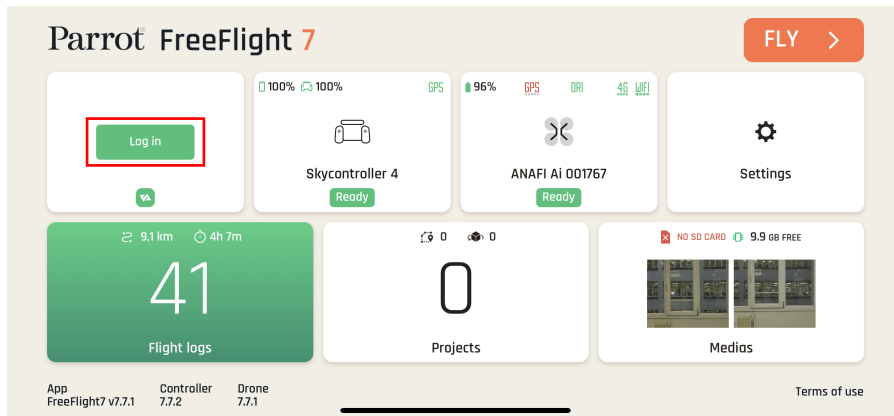 Parrot FreeFlight 7
FLY
Log in
100% 100% GPS
Skycontroller 4
Ready
96% GPS DRI 4G WIFI
ANAFI Ai 001767
Ready
Settings
9,1 km 4h 7m
41
Flight logs
0 0
0
Projects
NO SD CARD 9.9 GB FREE
Medias
App
FreeFlight7 v7.7.1
Controller
7.7.2
Drone
7.7.1
Terms of use